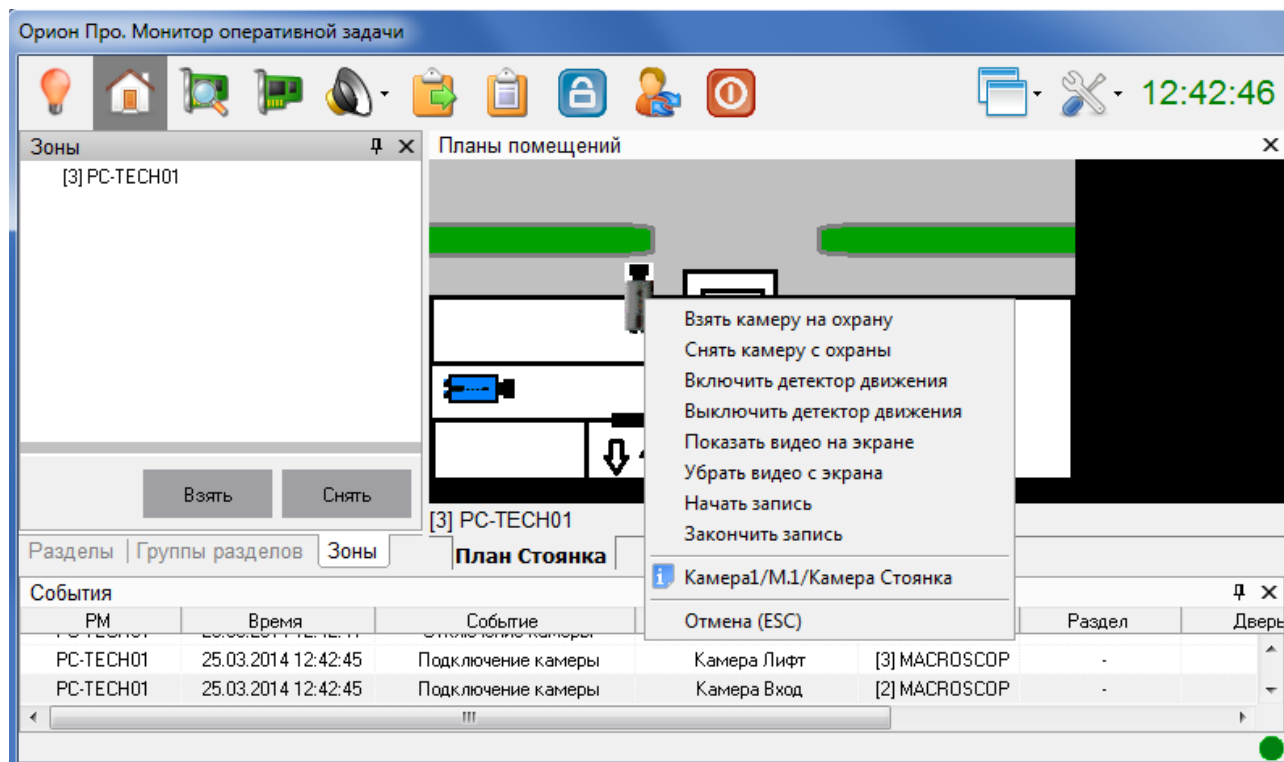 Орион Про. Монитор оперативной задачи
12:42:46
Зоны
[3] PC-TECH01
Взять Снять
Разделы Группы разделов Зоны
Планы помещений
[3] PC-TECH01
План Стоянка
Взять камеру на охрану
Снять камеру с охраны
Включить детектор движения
Выключить детектор движения
Показать видео на экране
Убрать видео с экрана
Начать запись
Закончить запись
Камера1/М.1/Камера Стоянка
Отмена (ESC)
События
РМ Время Событие Раздел Дверь
PC-TECH01 25.03.2014 12:42:45 Подключение камеры Камера Лифт [3] MACROSCOP -
PC-TECH01 25.03.2014 12:42:45 Подключение камеры Камера Вход [2] MACROSCOP -